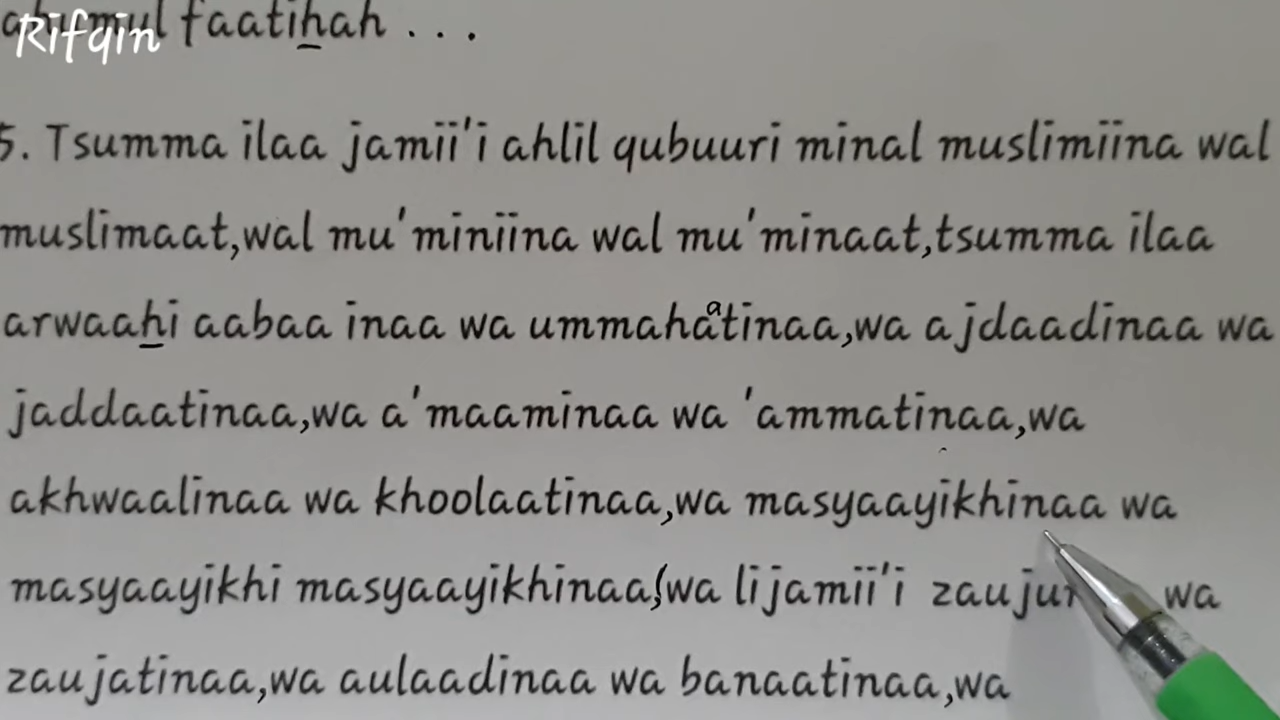 Rifqin
faatihah ...
5. Tsumma ilaa jamii'i ahlil qubuuri minal muslimiina wal
muslimaat,wal mu'miniina wal mu'minaat,tsumma ilaa
arwaahi aabaa inaa wa ummahaatinaa,wa ajdaadinaa wa
jaddaatinaa,wa a'maaminaa wa 'ammatinaa,wa
akhwaalinaa wa khoolaatinaa,wa masyaayikhinaa wa
masyaayikhi masyaayikhinaa,(wa lijamii'i wa
zaujatinaa,wa aulaadinaa wa banaatinaa,wa